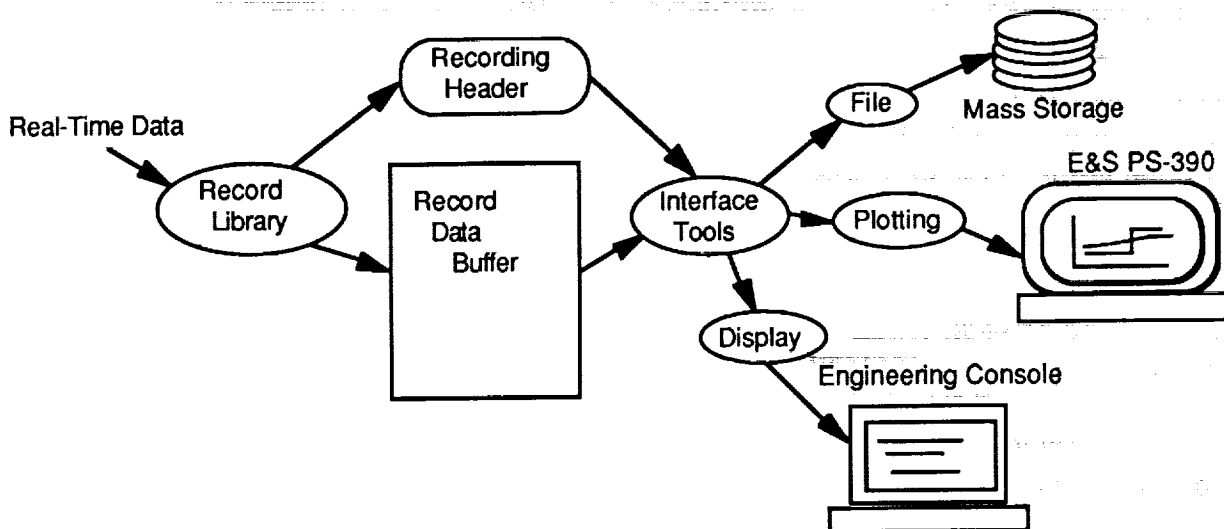 Recording
Header
File
Mass Storage
Real-Time Data
E&S PS-390
Record
Library
Record
Data
Buffer
Interface
Tools
Plotting
Display
Engineering Console